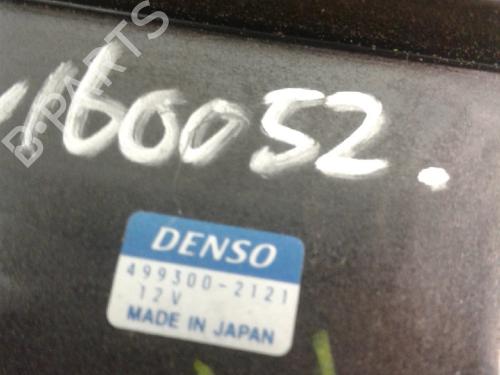 B-PARTS
160052.
DENSO
499300-2121
12V
MADE IN JAPAN